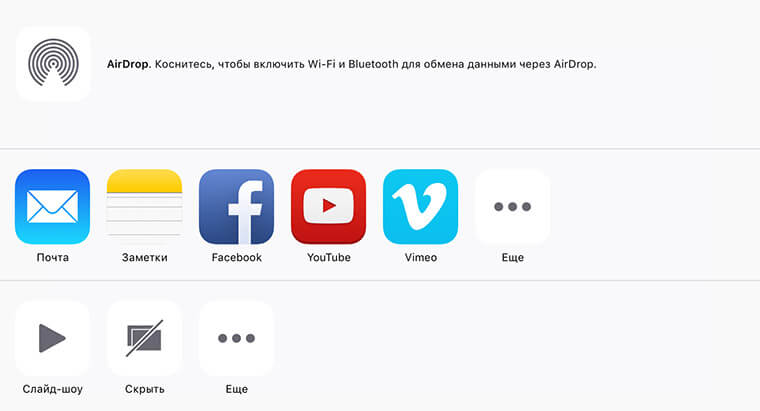 AirDrop. Коснитесь, чтобы включить Wi-Fi и Bluetooth для обмена данными через AirDrop.
Почта Заметки Facebook YouTube Vimeo Еще
Слайд-шоу Скрыть Еще